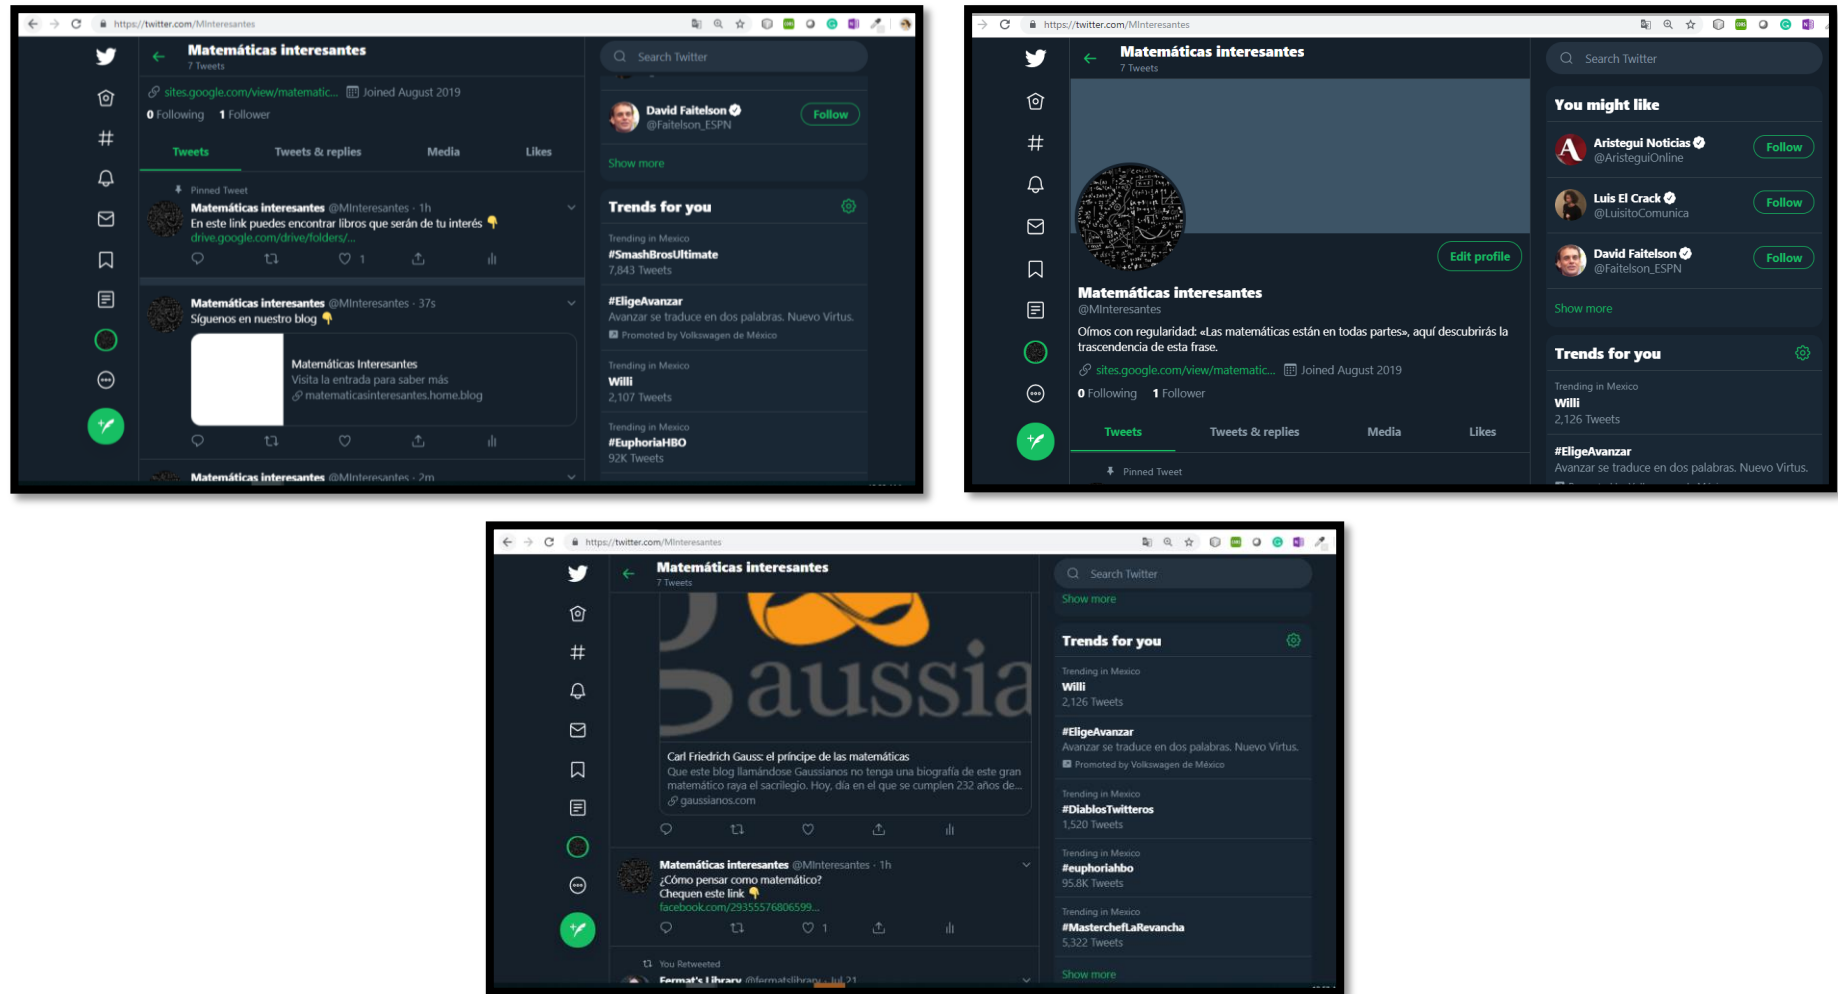 https://twitter.com/MInteresantes
Matemáticas interesantes
7 Tweets
sites.google.com/view/matematic... Joined August 2019
0 Following 1 Follower
Tweets Tweets & replies Media Likes
Pinned Tweet
Matemáticas interesantes @MInteresantes · 1h
En este link puedes encontrar libros que serán de tu interés 👇
drive.google.com/drive/folders/...
1
Matemáticas interesantes @MInteresantes · 37s
Síguenos en nuestro blog 👇
Matemáticas Interesantes
Visita la entrada para saber más
matematicasinteresantes.home.blog
Matemáticas interesantes @MInteresantes · 2m
Search Twitter
David Faitelson
@Faitelson_ESPN
Follow
Show more
Trends for you
Trending in Mexico
#SmashBrosUltimate
7,843 Tweets
#EligeAvanzar
Avanzar se traduce en dos palabras. Nuevo Virtus.
Promoted by Volkswagen de México
Trending in Mexico
Willi
2,107 Tweets
Trending in Mexico
#EuphoriaHBO
92K Tweets
https://twitter.com/MInteresantes
Matemáticas interesantes
7 Tweets
Edit profile
Matemáticas interesantes
@MInteresantes
Oímos con regularidad: «Las matemáticas están en todas partes», aquí descubrirás la
trascendencia de esta frase.
sites.google.com/view/matematic... Joined August 2019
0 Following 1 Follower
Tweets Tweets & replies Media Likes
Pinned Tweet
Search Twitter
You might like
Aristegui Noticias
@AristeguiOnline
Follow
Luis El Crack
@LuisitoComunica
Follow
David Faitelson
@Faitelson_ESPN
Follow
Show more
Trends for you
Trending in Mexico
Willi
2,126 Tweets
#EligeAvanzar
Avanzar se traduce en dos palabras. Nuevo Virtus.
https://twitter.com/MInteresantes
Matemáticas interesantes
7 Tweets
gaussia
Carl Friedrich Gauss: el príncipe de las matemáticas
Que este blog llamándose Gaussianos no tenga una biografía de este gran
matemático raya el sacrilegio. Hoy, día en el que se cumplen 232 años de...
gaussianos.com
Matemáticas interesantes @MInteresantes · 1h
¿Cómo pensar como matemático?
Chequen este link 👇
facebook.com/29355576806599...
1
You Retweeted
Fermat's Library @fermatslibrary · Jul 21
Search Twitter
Show more
Trends for you
Trending in Mexico
Willi
2,126 Tweets
#EligeAvanzar
Avanzar se traduce en dos palabras. Nuevo Virtus.
Promoted by Volkswagen de México
Trending in Mexico
#DiablosTwitteros
1,520 Tweets
Trending in Mexico
#euphoriahbo
95.8K Tweets
Trending in Mexico
#MasterchefLaRevancha
5,322 Tweets
Show more